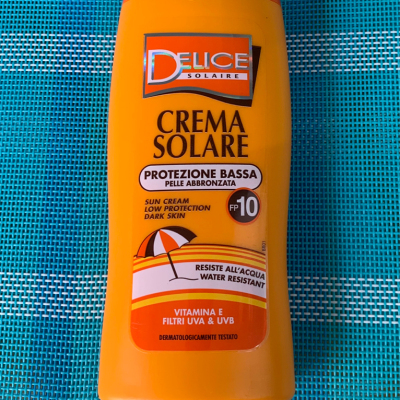 DELICE
SOLAIRE
CREMA
SOLARE
PROTEZIONE BASSA
PELLE ABBRONZATA
SUN CREAM
LOW PROTECTION
DARK SKIN
FP 10
RESISTE ALL'ACQUA
WATER RESISTANT
VITAMINA E
FILTRI UVA & UVB
DERMATOLOGICAMENTE TESTATO